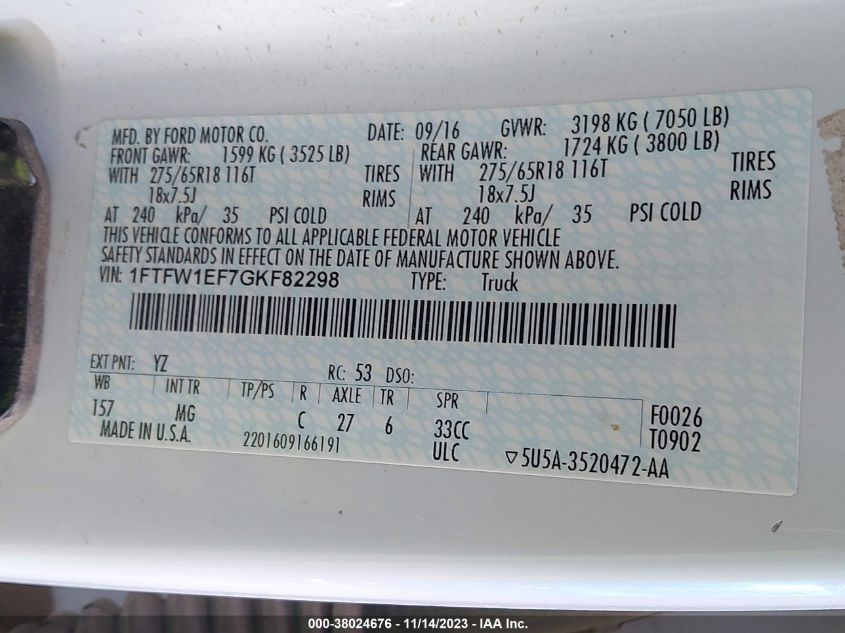 MFD. BY FORD MOTOR CO. DATE: 09/16 GVWR: 3198 KG ( 7050 LB)
FRONT GAWR: 1599 KG ( 3525 LB) REAR GAWR: 1724 KG ( 3800 LB)
WITH 275/65R18 116T TIRES WITH 275/65R18 116T TIRES
18x7.5J RIMS 18x7.5J RIMS
AT 240 kPa/ 35 PSI COLD AT 240 kPa/ 35 PSI COLD
THIS VEHICLE CONFORMS TO ALL APPLICABLE FEDERAL MOTOR VEHICLE
SAFETY STANDARDS IN EFFECT ON THE DATE OF MANUFACTURE SHOWN ABOVE.
VIN: 1FTFW1EF7GKF82298 TYPE: Truck
EXT PNT: YZ RC: 53 DSO:
WB INT TR TP/PS R AXLE TR SPR
157 MG C 27 6 33CC F0026
MADE IN U.S.A. 2201609166191 ULC T0902
▽5U5A-3520472-AA
000-38024676 - 11/14/2023 - IAA Inc.